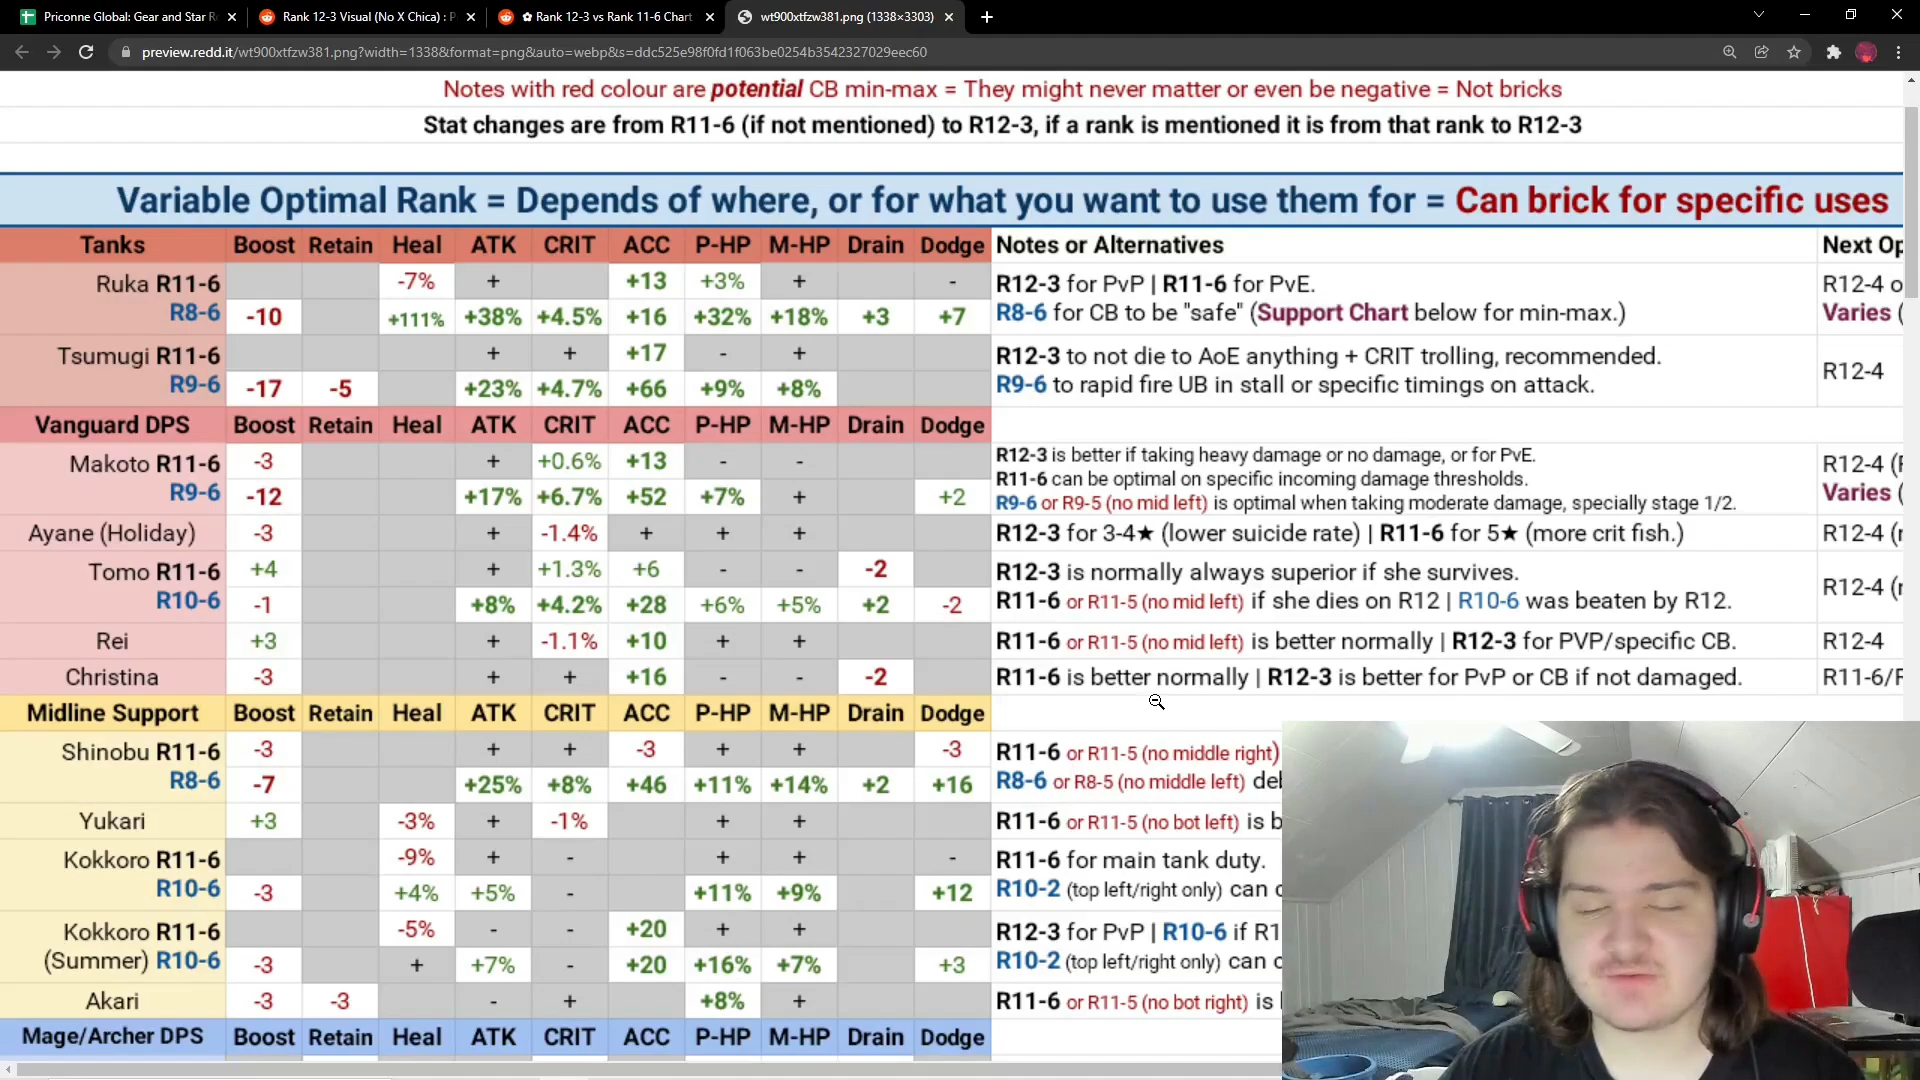 Priconne Global: Gear and Star R
Rank 12-3 Visual (No X Chica) : P
✿ Rank 12-3 vs Rank 11-6 Chart
wt900xtfzw381.png (1338×3303)
preview.redd.it/wt900xtfzw381.png?width=1338&format=png&auto=webp&s=ddc525e98f0fd1f063be0254b3542327029eec60
Notes with red colour are potential CB min-max = They might never matter or even be negative = Not bricks
Stat changes are from R11-6 (if not mentioned) to R12-3, if a rank is mentioned it is from that rank to R12-3
Variable Optimal Rank = Depends of where, or for what you want to use them for = Can brick for specific uses
Tanks Boost Retain Heal ATK CRIT ACC P-HP M-HP Drain Dodge Notes or Alternatives Next Op
Ruka R11-6 -7% + +13 +3% + - R12-3 for PvP | R11-6 for PvE. R12-4 o
R8-6 -10 +111% +38% +4.5% +16 +32% +18% +3 +7 R8-6 for CB to be "safe" (Support Chart below for min-max.) Varies (
Tsumugi R11-6 + + +17 - + R12-3 to not die to AoE anything + CRIT trolling, recommended. R12-4
R9-6 -17 -5 +23% +4.7% +66 +9% +8% R9-6 to rapid fire UB in stall or specific timings on attack.
Vanguard DPS Boost Retain Heal ATK CRIT ACC P-HP M-HP Drain Dodge
Makoto R11-6 -3 + +0.6% +13 - - R12-3 is better if taking heavy damage or no damage, or for PvE. R12-4 (F
R11-6 can be optimal on specific incoming damage thresholds.
R9-6 -12 +17% +6.7% +52 +7% + +2 R9-6 or R9-5 (no mid left) is optimal when taking moderate damage, specially stage 1/2. Varies (
Ayane (Holiday) -3 + -1.4% + + + R12-3 for 3-4★ (lower suicide rate) | R11-6 for 5★ (more crit fish.) R12-4 (r
Tomo R11-6 +4 + +1.3% +6 - - -2 R12-3 is normally always superior if she survives. R12-4 (r
R10-6 -1 +8% +4.2% +28 +6% +5% +2 -2 R11-6 or R11-5 (no mid left) if she dies on R12 | R10-6 was beaten by R12.
Rei +3 + -1.1% +10 + + R11-6 or R11-5 (no mid left) is better normally | R12-3 for PVP/specific CB. R12-4
Christina -3 + + +16 - - -2 R11-6 is better normally | R12-3 is better for PvP or CB if not damaged. R11-6/F
Midline Support Boost Retain Heal ATK CRIT ACC P-HP M-HP Drain Dodge
Shinobu R11-6 -3 + + -3 + + -3 R11-6 or R11-5 (no middle right)
R8-6 -7 +25% +8% +46 +11% +14% +2 +16 R8-6 or R8-5 (no middle left) deb
Yukari +3 -3% + -1% + + R11-6 or R11-5 (no bot left) is b
Kokkoro R11-6 -9% + - + + - R11-6 for main tank duty.
R10-6 -3 +4% +5% - +11% +9% +12 R10-2 (top left/right only) can c
Kokkoro R11-6 -5% - - +20 + + R12-3 for PvP | R10-6 if R1
(Summer) R10-6 -3 + +7% - +20 +16% +7% +3 R10-2 (top left/right only) can c
Akari -3 -3 - + +8% + R11-6 or R11-5 (no bot right) is
Mage/Archer DPS Boost Retain Heal ATK CRIT ACC P-HP M-HP Drain Dodge